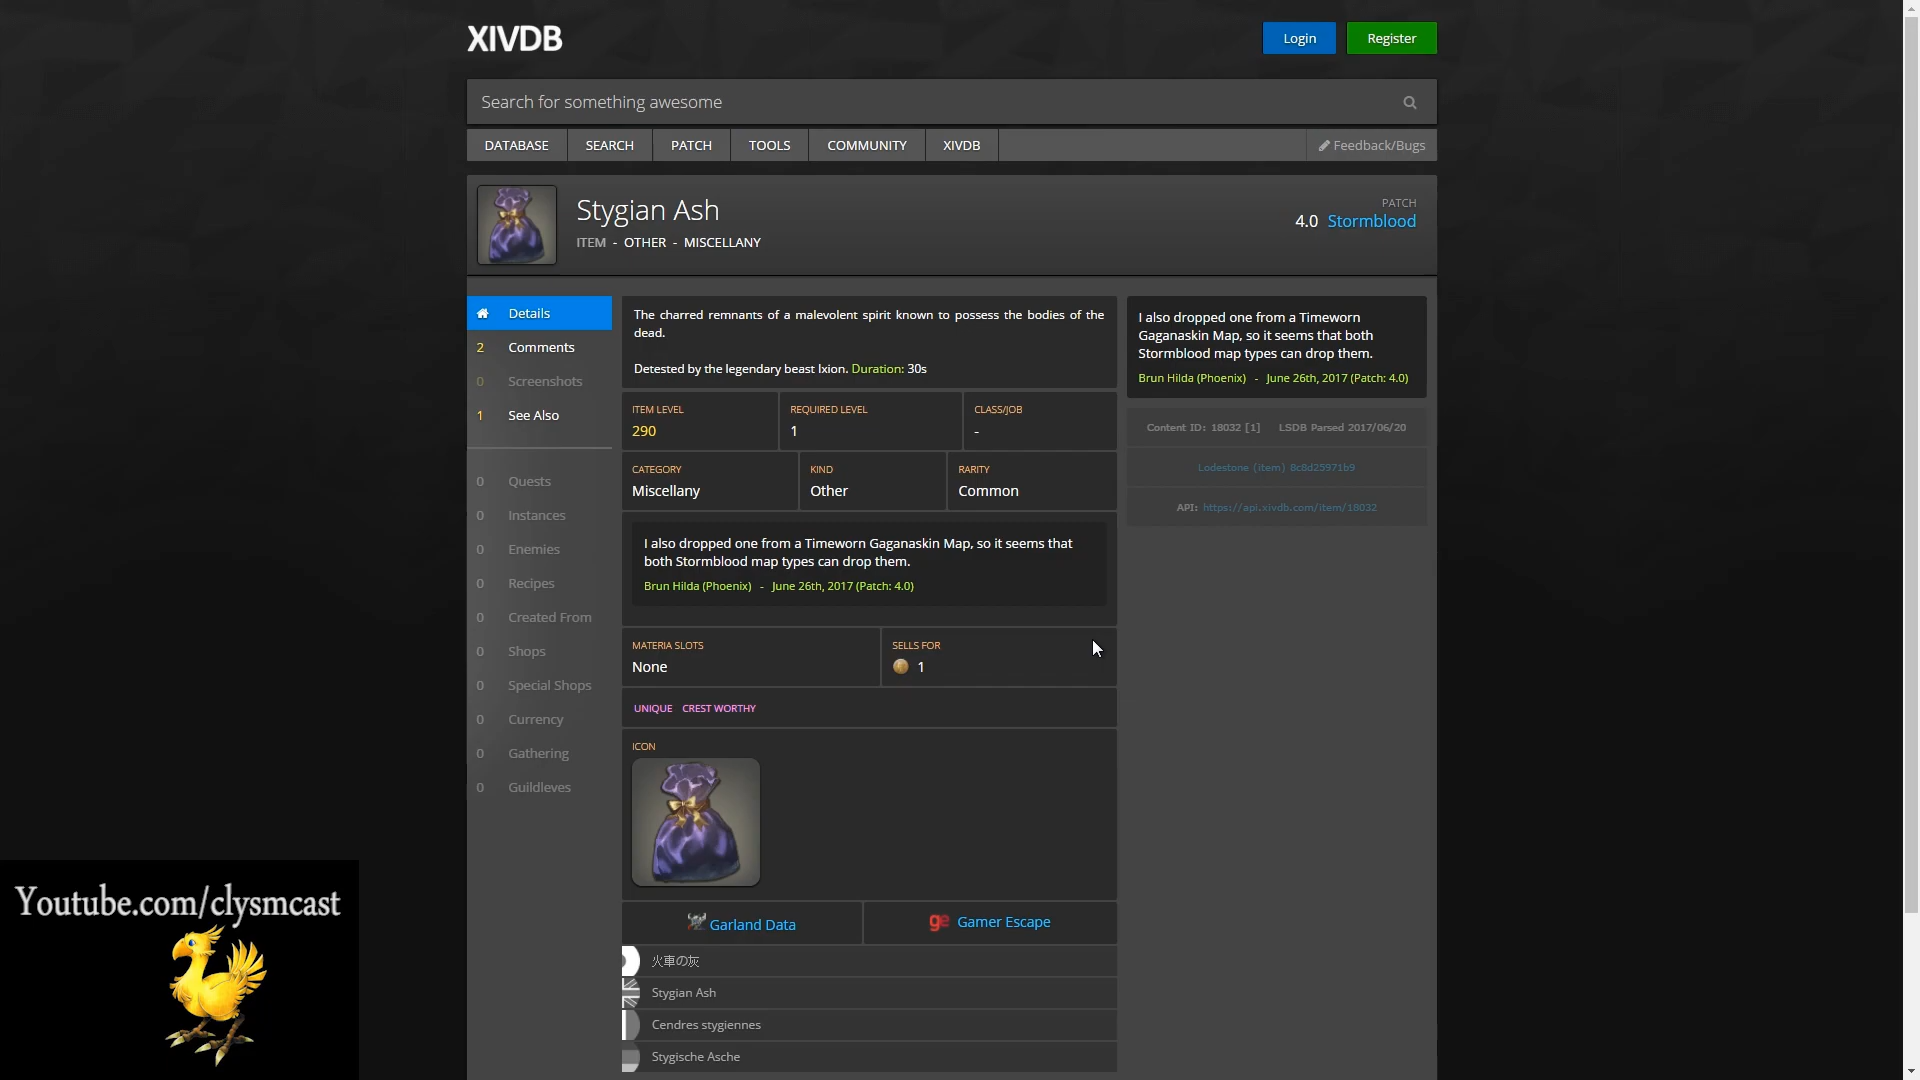 XIVDB
Login
Register
Search for something awesome
DATABASE
SEARCH
PATCH
TOOLS
COMMUNITY
XIVDB
Feedback/Bugs
Stygian Ash
ITEM - OTHER - MISCELLANY
PATCH
4.0 Stormblood
Details
2 Comments
0 Screenshots
1 See Also
0 Quests
0 Instances
0 Enemies
0 Recipes
0 Created From
0 Shops
0 Special Shops
0 Currency
0 Gathering
0 Guildleves
The charred remnants of a malevolent spirit known to possess the bodies of the
dead.
Detested by the legendary beast Ixion. Duration: 30s
ITEM LEVEL
290
REQUIRED LEVEL
1
CLASS/JOB
-
CATEGORY
Miscellany
KIND
Other
RARITY
Common
I also dropped one from a Timeworn Gaganaskin Map, so it seems that
both Stormblood map types can drop them.
Brun Hilda (Phoenix) - June 26th, 2017 (Patch: 4.0)
MATERIA SLOTS
None
SELLS FOR
1
UNIQUE CREST WORTHY
ICON
Garland Data
ge Gamer Escape
火車の灰
Stygian Ash
Cendres stygiennes
Stygische Asche
I also dropped one from a Timeworn
Gaganaskin Map, so it seems that both
Stormblood map types can drop them.
Brun Hilda (Phoenix) - June 26th, 2017 (Patch: 4.0)
Content ID: 18032 [1] LSDB Parsed 2017/06/20
Lodestone (item) 8c8d25971b9
API: https://api.xivdb.com/item/18032
Youtube.com/clysmcast